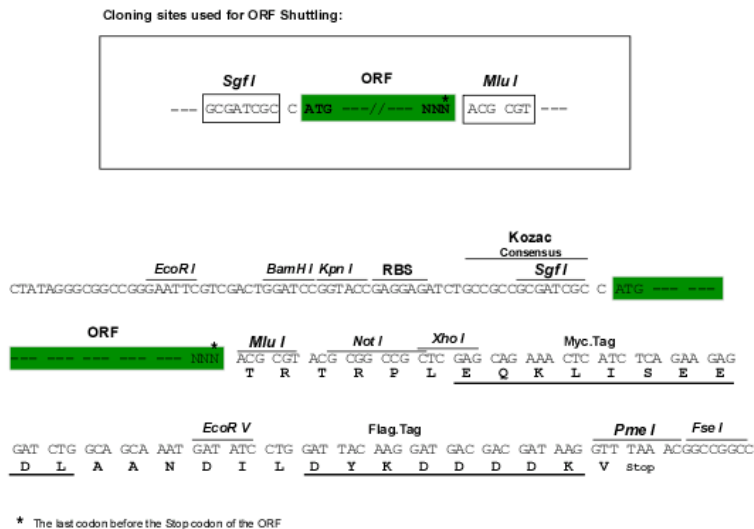 Cloning sites used for ORF Shuttling:
Sgf I ORF Mlu I
--- GCGATCGC C ATG ---//--- NNN* ACG CGT ---
Kozac
Consensus
EcoR I BamH I Kpn I RBS Sgf I
CTATAGGGCGGCCGGGAATTCGTCGACTGGATCCGGTACCGAGGAGATCTGCCGCCGCGATCGC C ATG --- ---
ORF Mlu I Not I Xho I Myc.Tag
--- --- --- --- --- --- NNN* ACG CGT ACG CGG CCG CTC GAG CAG AAA CTC ATC TCA GAA GAG
T R T R P L E Q K L I S E E
EcoR V Flag.Tag Pme I Fse I
GAT CTG GCA GCA AAT GAT ATC CTG GAT TAC AAG GAT GAC GAC GAT AAG GTT TAA ACGGCCGGCC
D L A A N D I L D Y K D D D D K V Stop
* The last codon before the Stop codon of the ORF